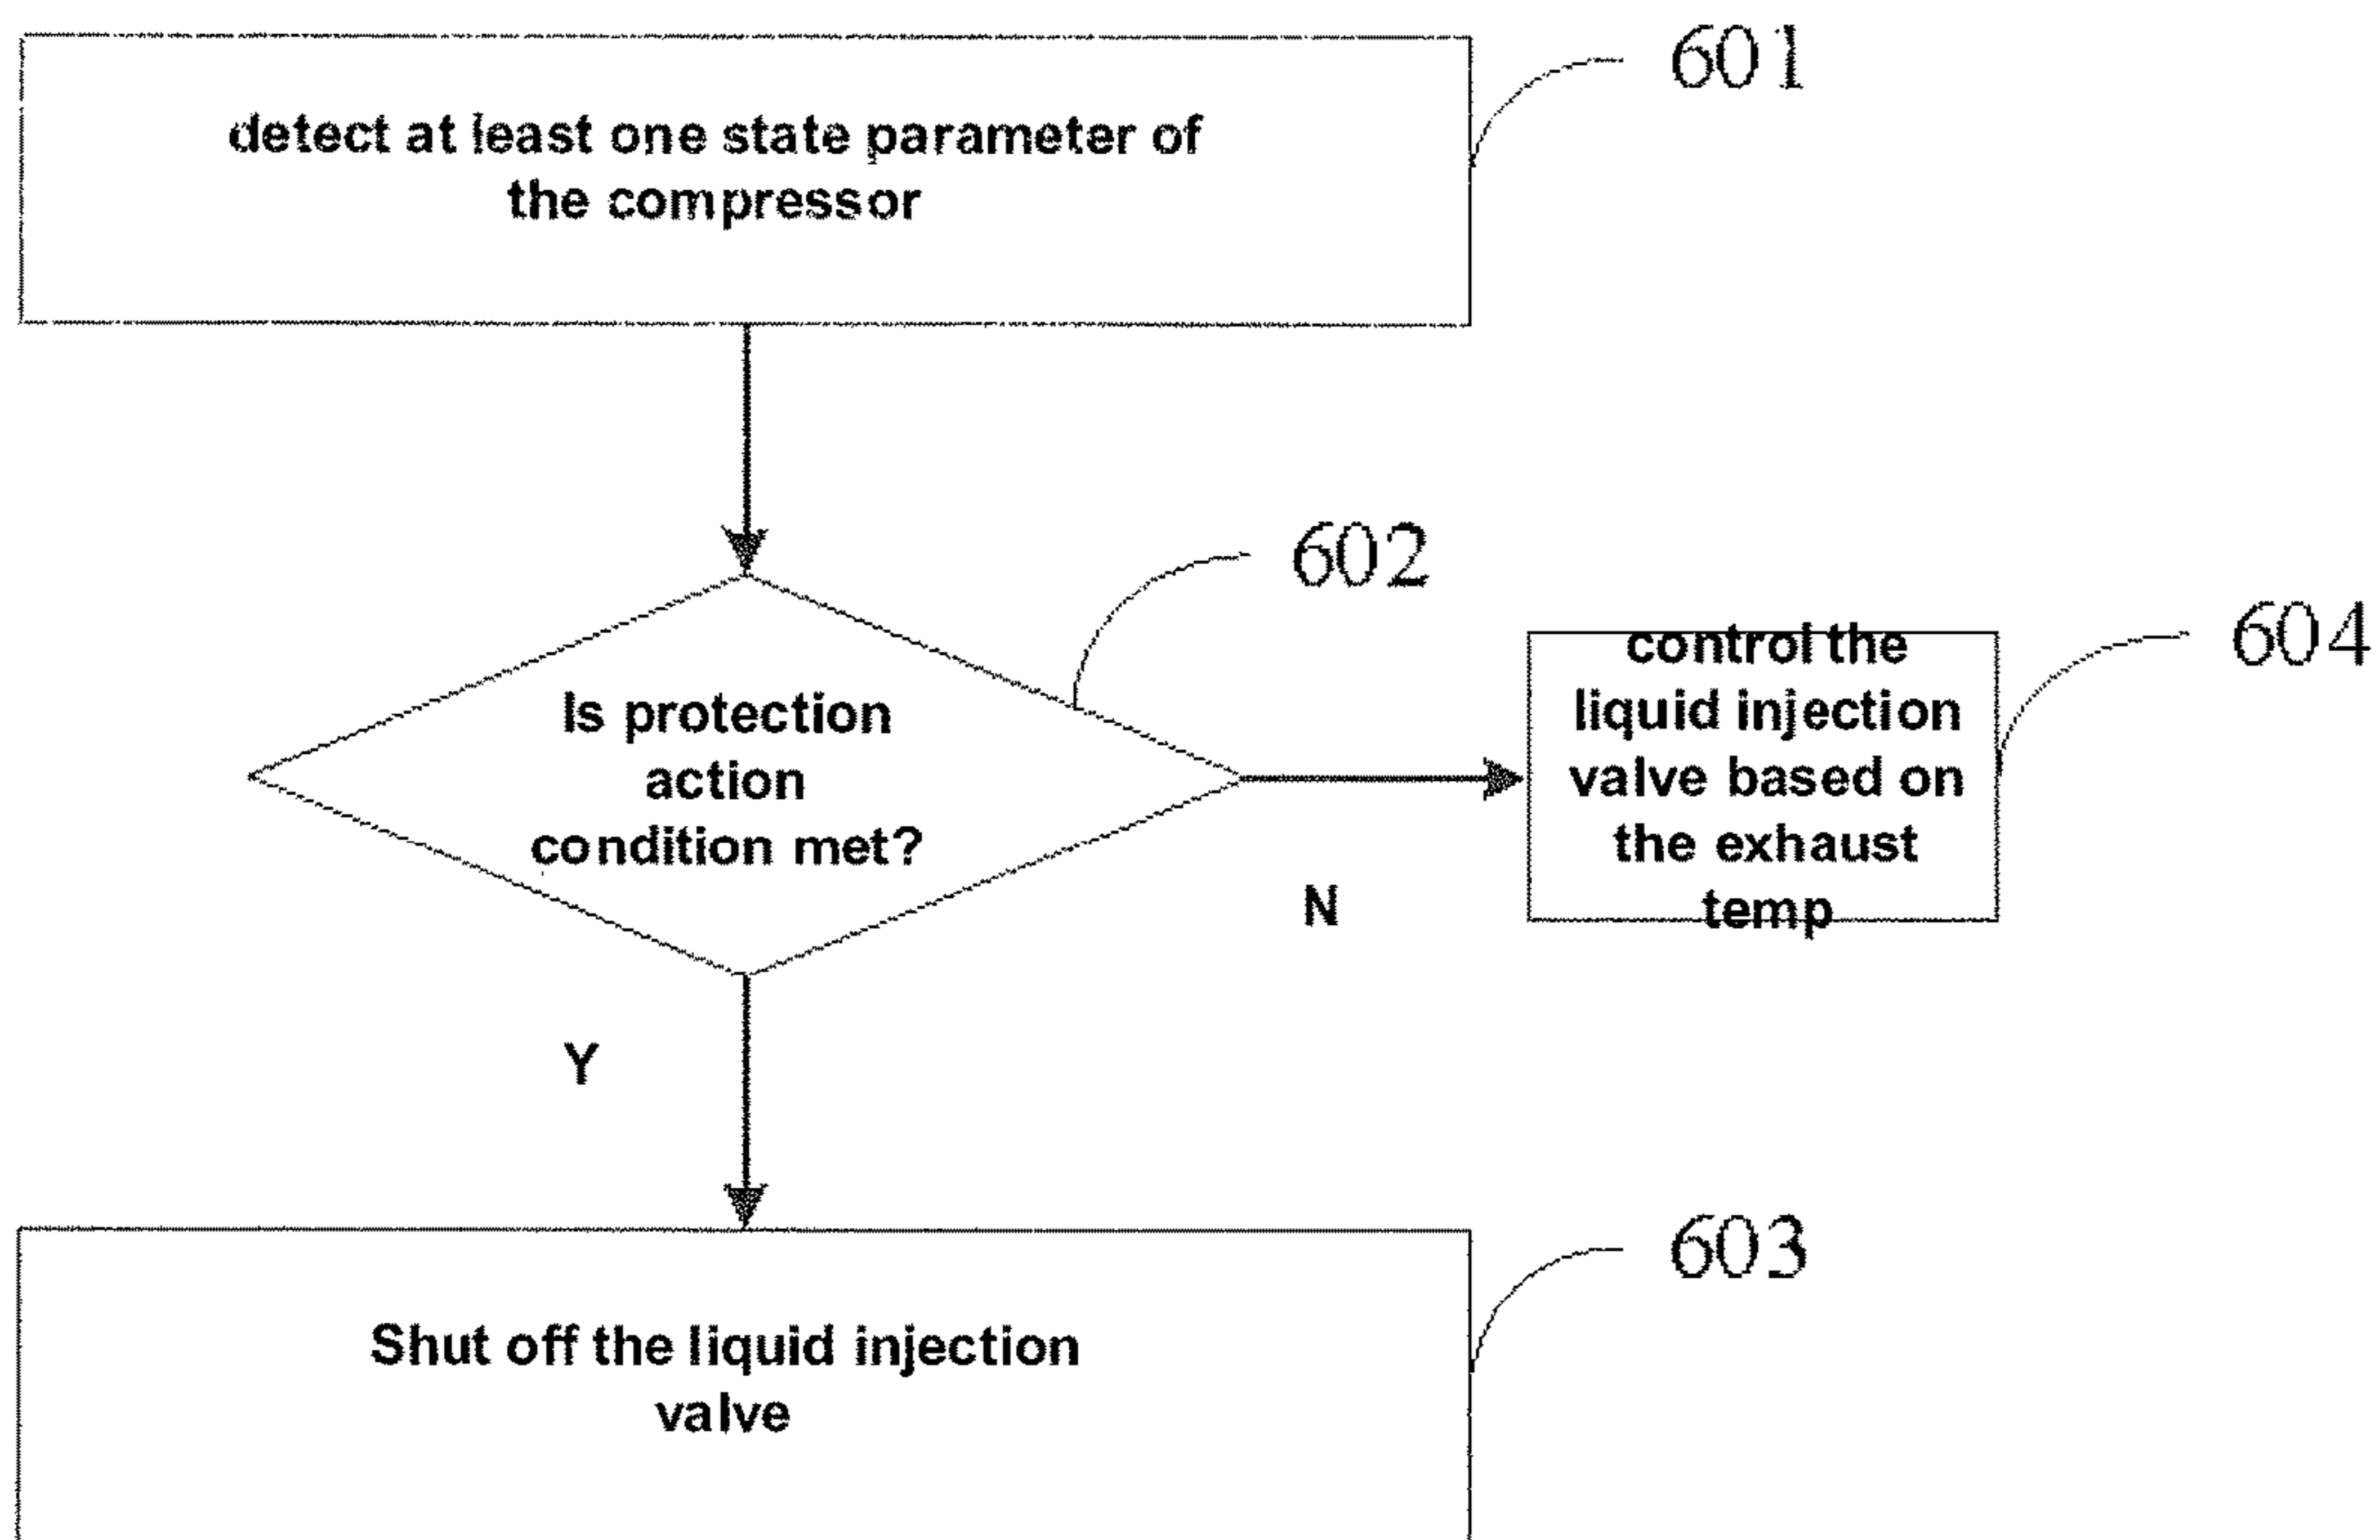 601
detect at least one state parameter of
the compressor
602
Is protection
action
condition met?
604
control the
liquid injection
valve based on
the exhaust
temp
N
Y
603
Shut off the liquid injection
valve